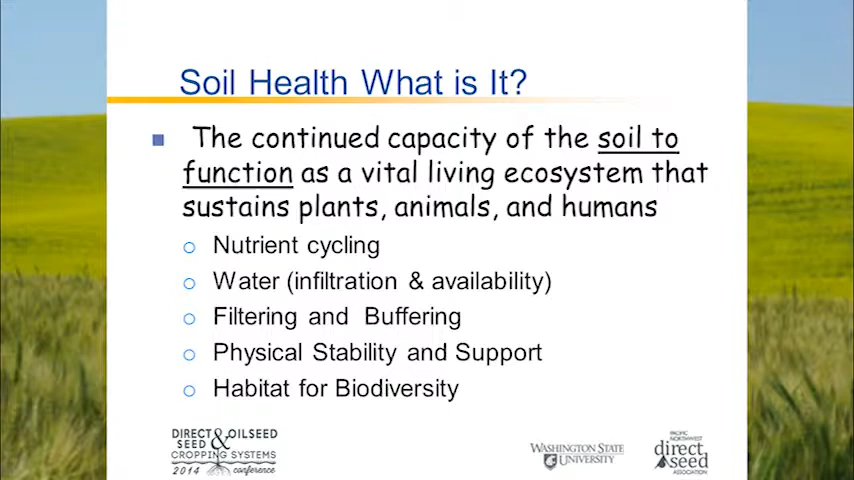 Soil Health What is It?
The continued capacity of the soil to
function as a vital living ecosystem that
sustains plants, animals, and humans
Nutrient cycling
Water (infiltration & availability)
Filtering and Buffering
Physical Stability and Support
Habitat for Biodiversity
DIRECT & OILSEED
SEED
CROPPING SYSTEMS
2014 conference
WASHINGTON STATE
UNIVERSITY
PACIFIC
NORTHWEST
direct
seed
ASSOCIATION